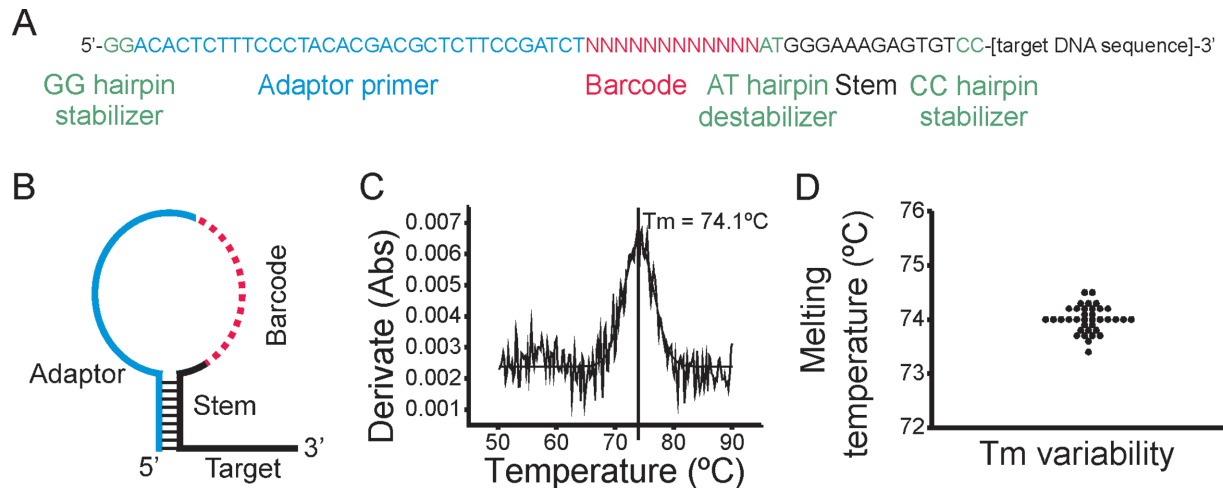 A
5'-GGACACTCTTTCCCTACACGACGCTCTTCCGATCTNNNNNNNNNNNNATGGGAAAGAGTGTCC-[target DNA sequence]-3'
GG hairpin
stabilizer
Adaptor primer
Barcode
AT hairpin
destabilizer
Stem
CC hairpin
stabilizer
B
Barcode
Adaptor
Stem
5'
3'
Target
C
Tm = 74.1ºC
Derivate (Abs)
0.007
0.006
0.005
0.004
0.003
0.002
0.001
50 60 70 80 90
Temperature (ºC)
D
Melting
temperature (ºC)
76
75
74
73
72
Tm variability